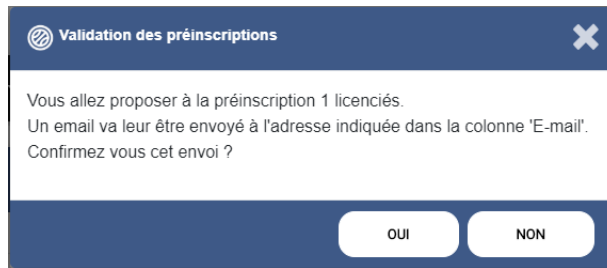 Validation des préinscriptions
Vous allez proposer à la préinscription 1 licenciés.
Un email va leur être envoyé à l'adresse indiquée dans la colonne 'E-mail'.
Confirmez vous cet envoi ?
OUI
NON